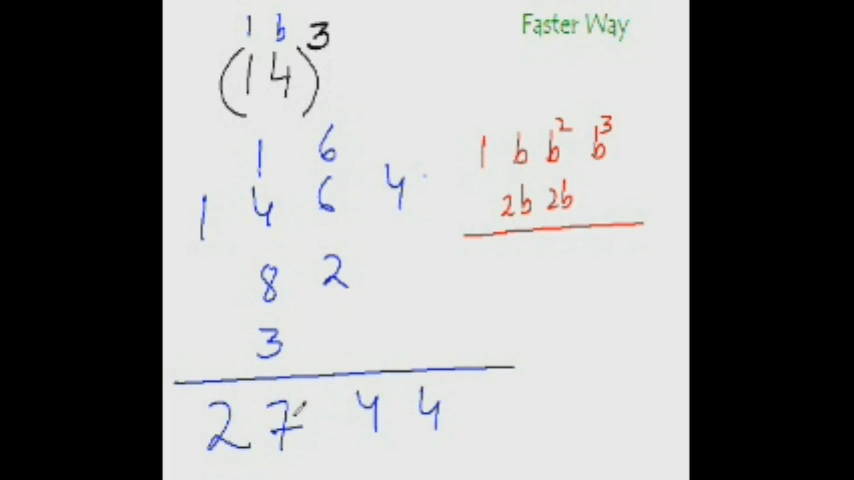 Faster Way
1 b
(14)³
1 6
1 4 6 4
8 2
3
2 7 4 4
1 b b² b³
2b 2b